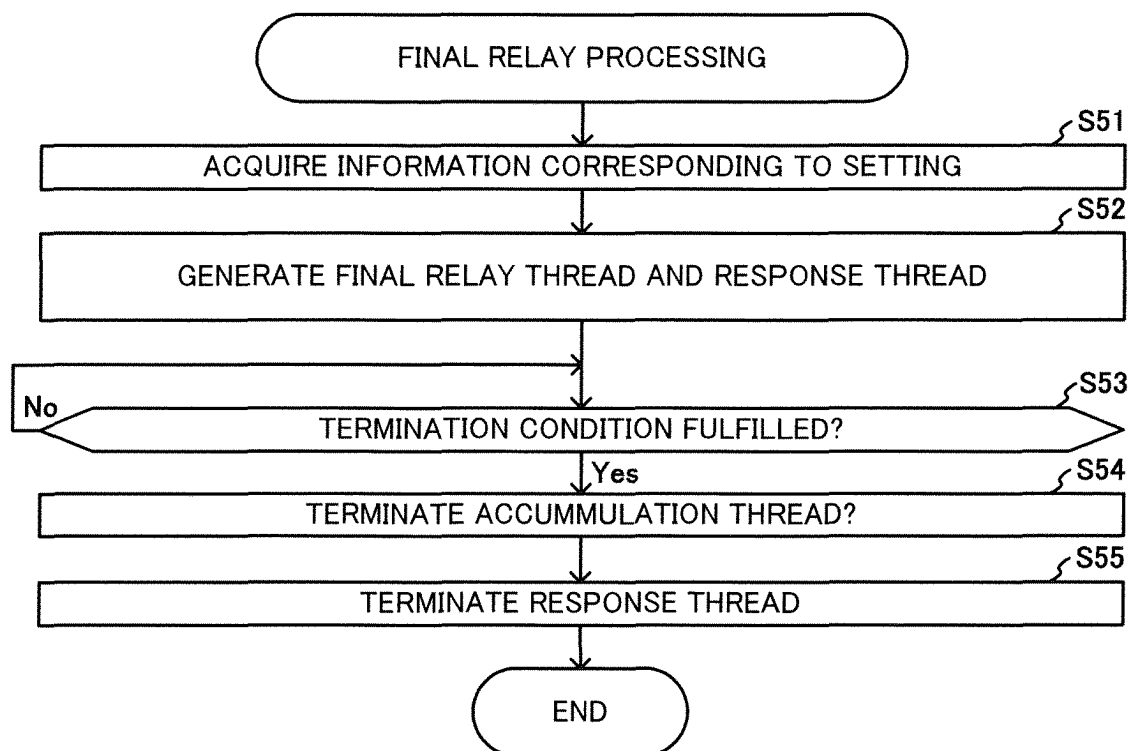 FINAL RELAY PROCESSING
S51
ACQUIRE INFORMATION CORRESPONDING TO SETTING
S52
GENERATE FINAL RELAY THREAD AND RESPONSE THREAD
S53
No
TERMINATION CONDITION FULFILLED?
Yes
S54
TERMINATE ACCUMMULATION THREAD?
S55
TERMINATE RESPONSE THREAD
END